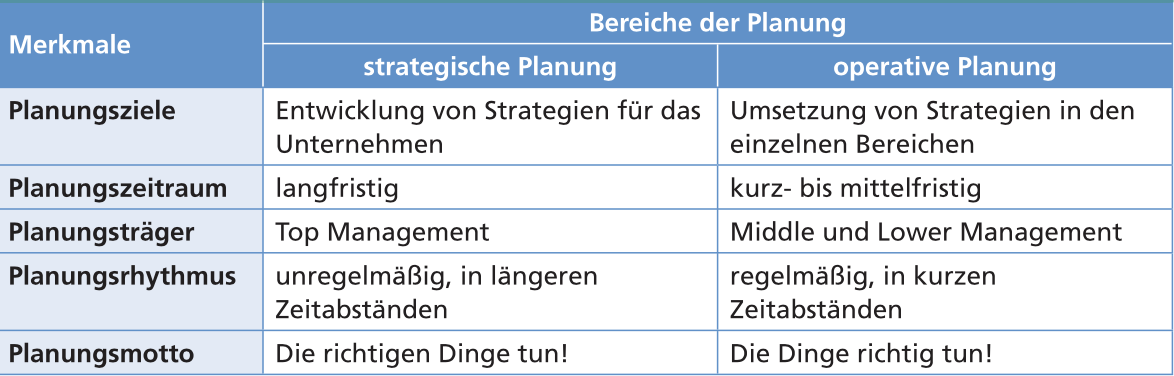 Merkmale
Bereiche der Planung
strategische Planung
operative Planung
Planungsziele
Entwicklung von Strategien für das
Unternehmen
Umsetzung von Strategien in den
einzelnen Bereichen
Planungszeitraum
langfristig
kurz- bis mittelfristig
Planungsträger
Top Management
Middle und Lower Management
Planungsrhythmus
unregelmäßig, in längeren
Zeitabständen
regelmäßig, in kurzen
Zeitabständen
Planungsmotto
Die richtigen Dinge tun!
Die Dinge richtig tun!